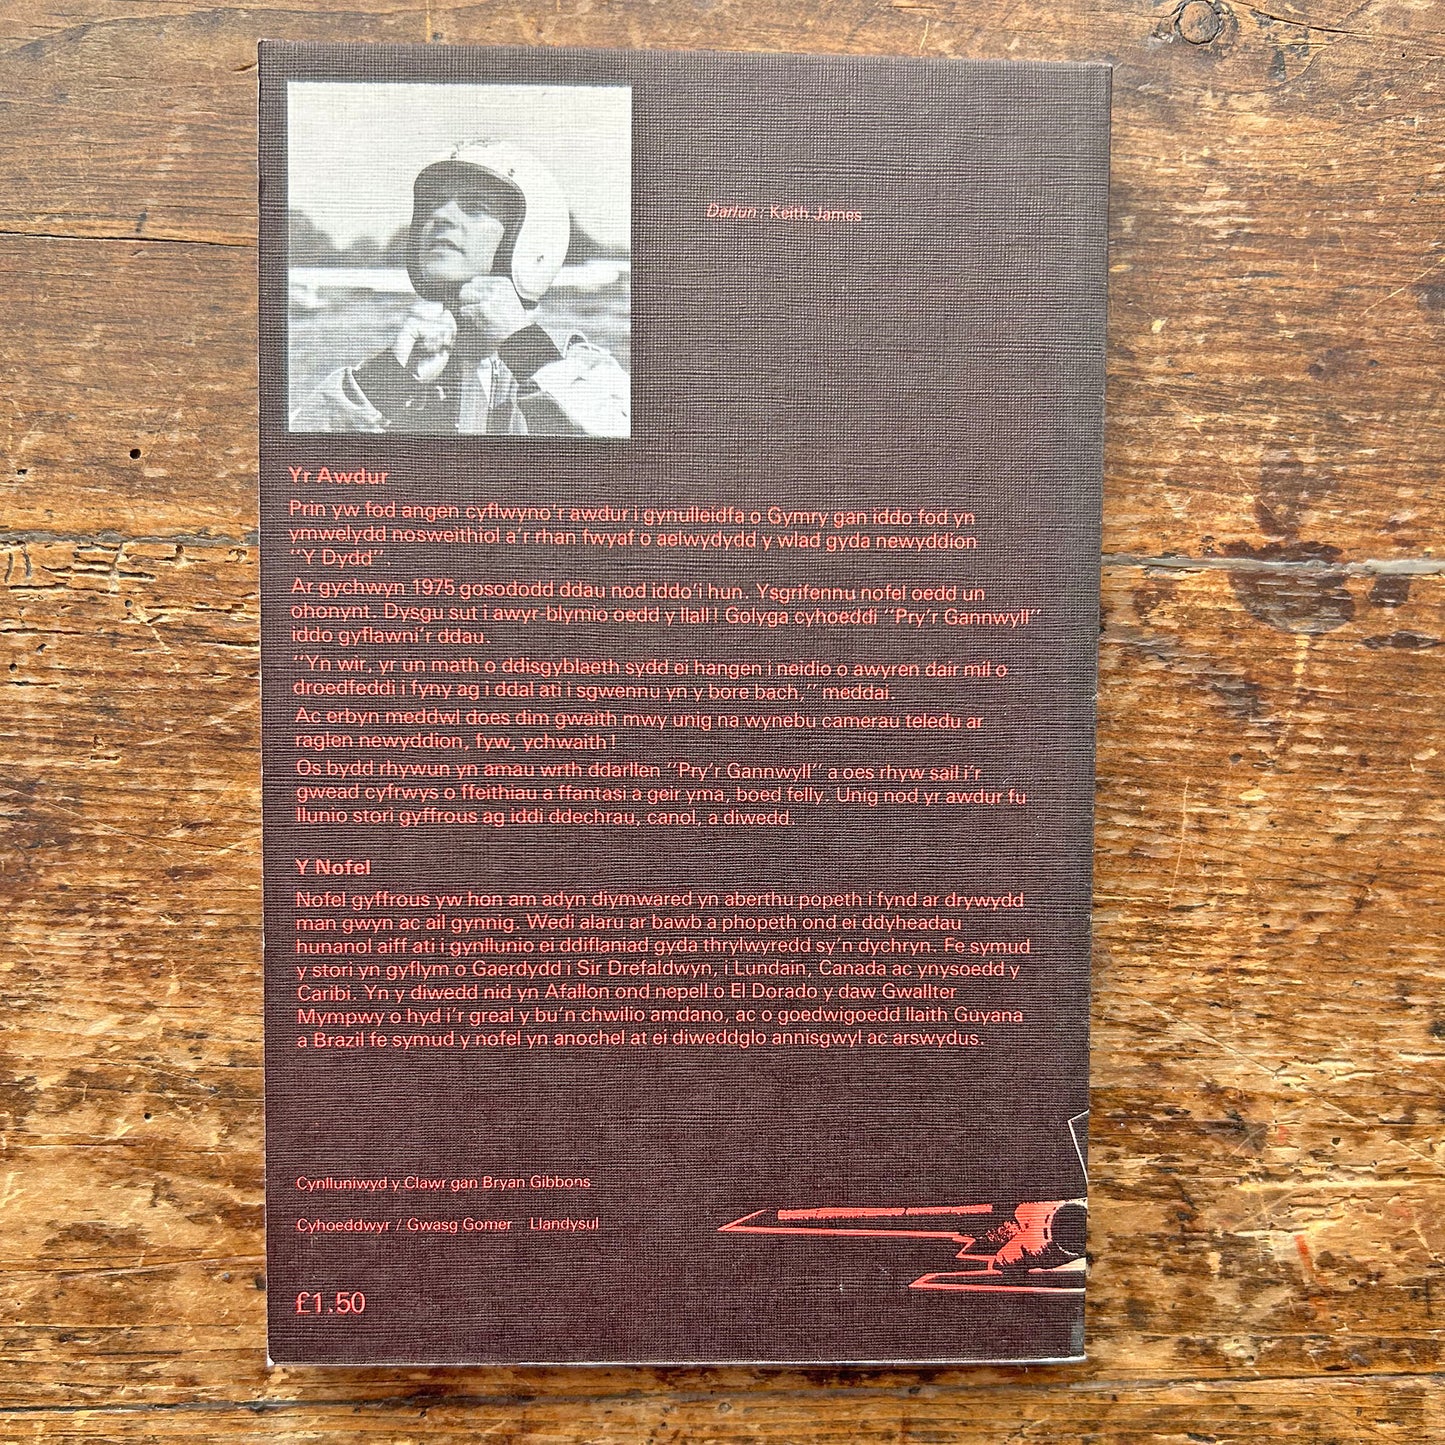 Darlun / Keith James
Yr Awdur
Prin yw fod angen cyflwyno'r awdur i gynulleidfa o Gymry gan iddo fod yn
ymwelydd nosweithiol a'r rhan fwyaf o aelwydydd y wlad gyda newyddion
"Y Dydd".
Ar gychwyn 1975 gosododd ddau nod iddo'i hun. Ysgrifennu nofel oedd un
ohonynt. Dysgu sut i awyr-blymio oedd y llall! Golyga cyhoeddi "Pry'r Gannwyll"
iddo gyflawni'r ddau.
"Yn wir, yr un math o ddisgyblaeth sydd ei hangen i neidio o awyren dair mil o
droedfeddi i fyny ag i ddal ati i sgwennu yn y bore bach," meddai.
Ac erbyn meddwl does dim gwaith mwy unig na wynebu camerau teledu ar
raglen newyddion, fyw, ychwaith!
Os bydd rhywun yn amau wrth ddarllen "Pry'r Gannwyll" a oes rhyw sail i'r
gwead cyfrwys o ffeithiau a ffantasi a geir yma, boed felly. Unig nod yr awdur fu
llunio stori gyffrous ag iddi ddechrau, canol, a diwedd.
Y Nofel
Nofel gyffrous yw hon am adyn diymwared yn aberthu popeth i fynd ar drywydd
man gwyn ac ail gynnig. Wedi alaru ar bawb a phopeth ond ei ddyheadau
hunanol aiff ati i gynllunio ei ddiflaniad gyda thrylwyredd sy'n dychryn. Fe symud
y stori yn gyflym o Gaerdydd i Sir Drefaldwyn, i Lundain, Canada ac ynysoedd y
Caribi. Yn y diwedd nid yn Afallon ond nepell o El Dorado y daw Gwallter
Mympwy o hyd i'r greal y bu'n chwilio amdano, ac o goedwigoedd llaith Guyana
a Brazil fe symud y nofel yn anochel at ei diweddglo annisgwyl ac arswydus.
Cynlluniwyd y Clawr gan Bryan Gibbons
Cyhoeddwyr / Gwasg Gomer Llandysul
£1.50